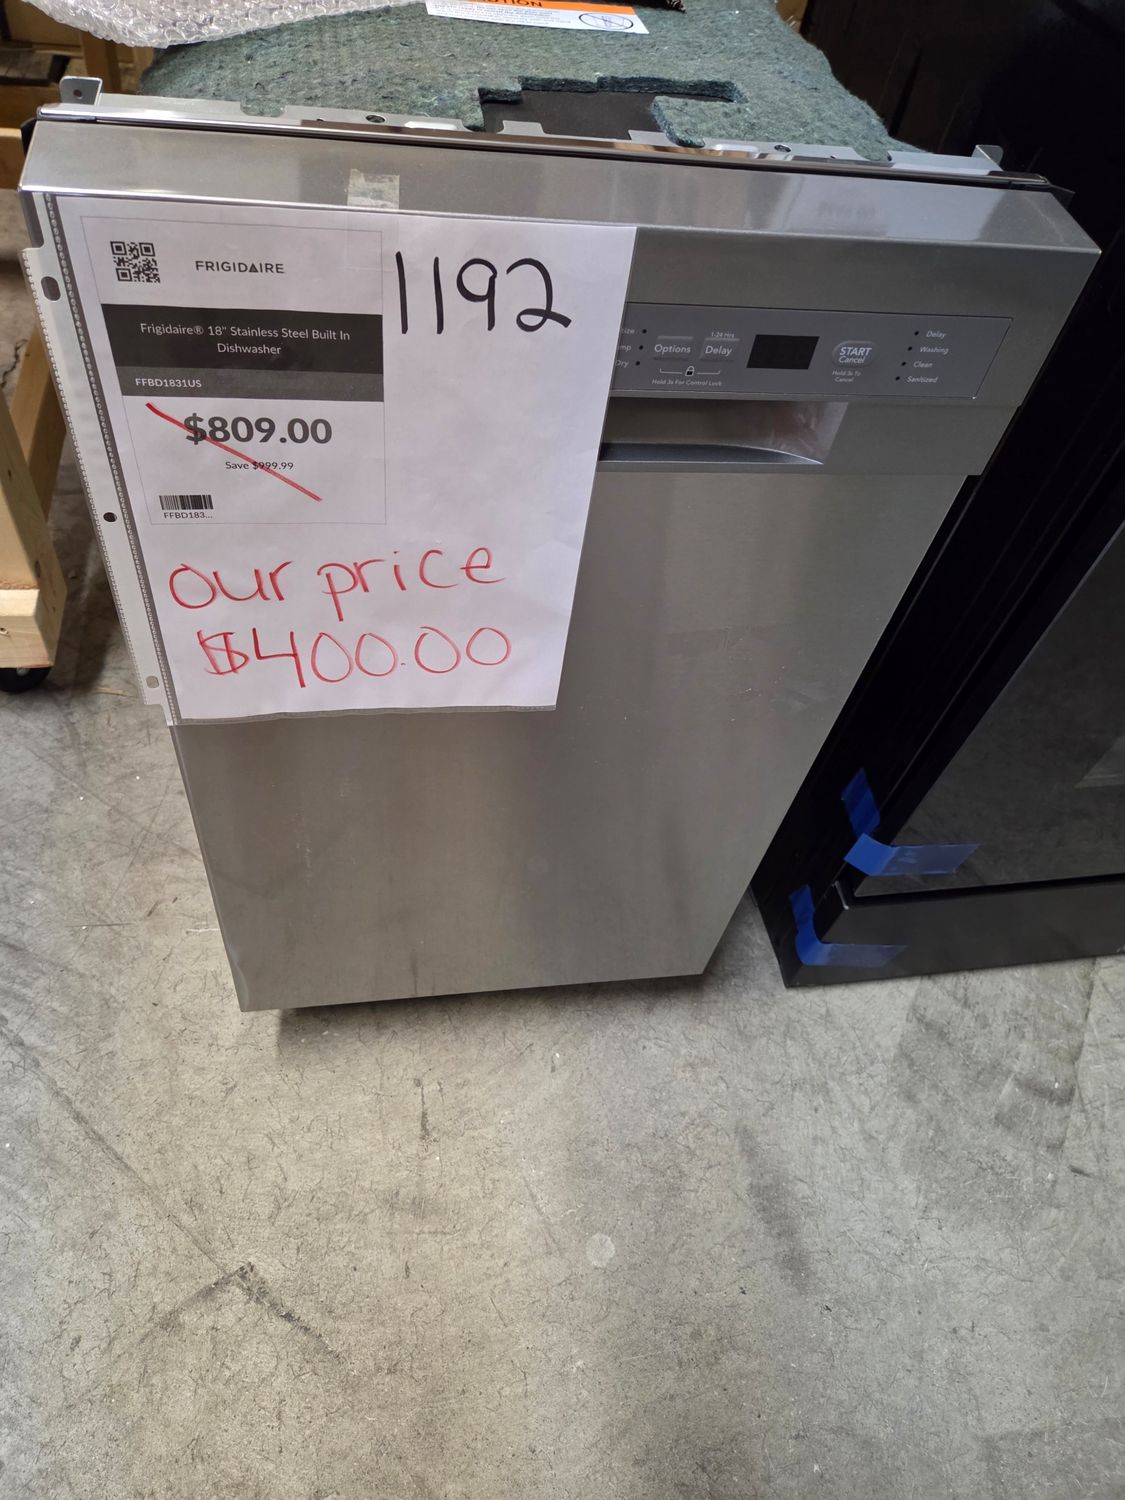 FRIGIDAIRE
1192
Frigidaire® 18" Stainless Steel Built In
Dishwasher
FFBD1831US
$809.00
Save $999.99
FFBD183...
our price
$400.00
Options
1-24 Hrs
Delay
Hold 3s For Control Lock
START
Cancel
Hold 3s To
Cancel
Delay
Washing
Clean
Sanitized